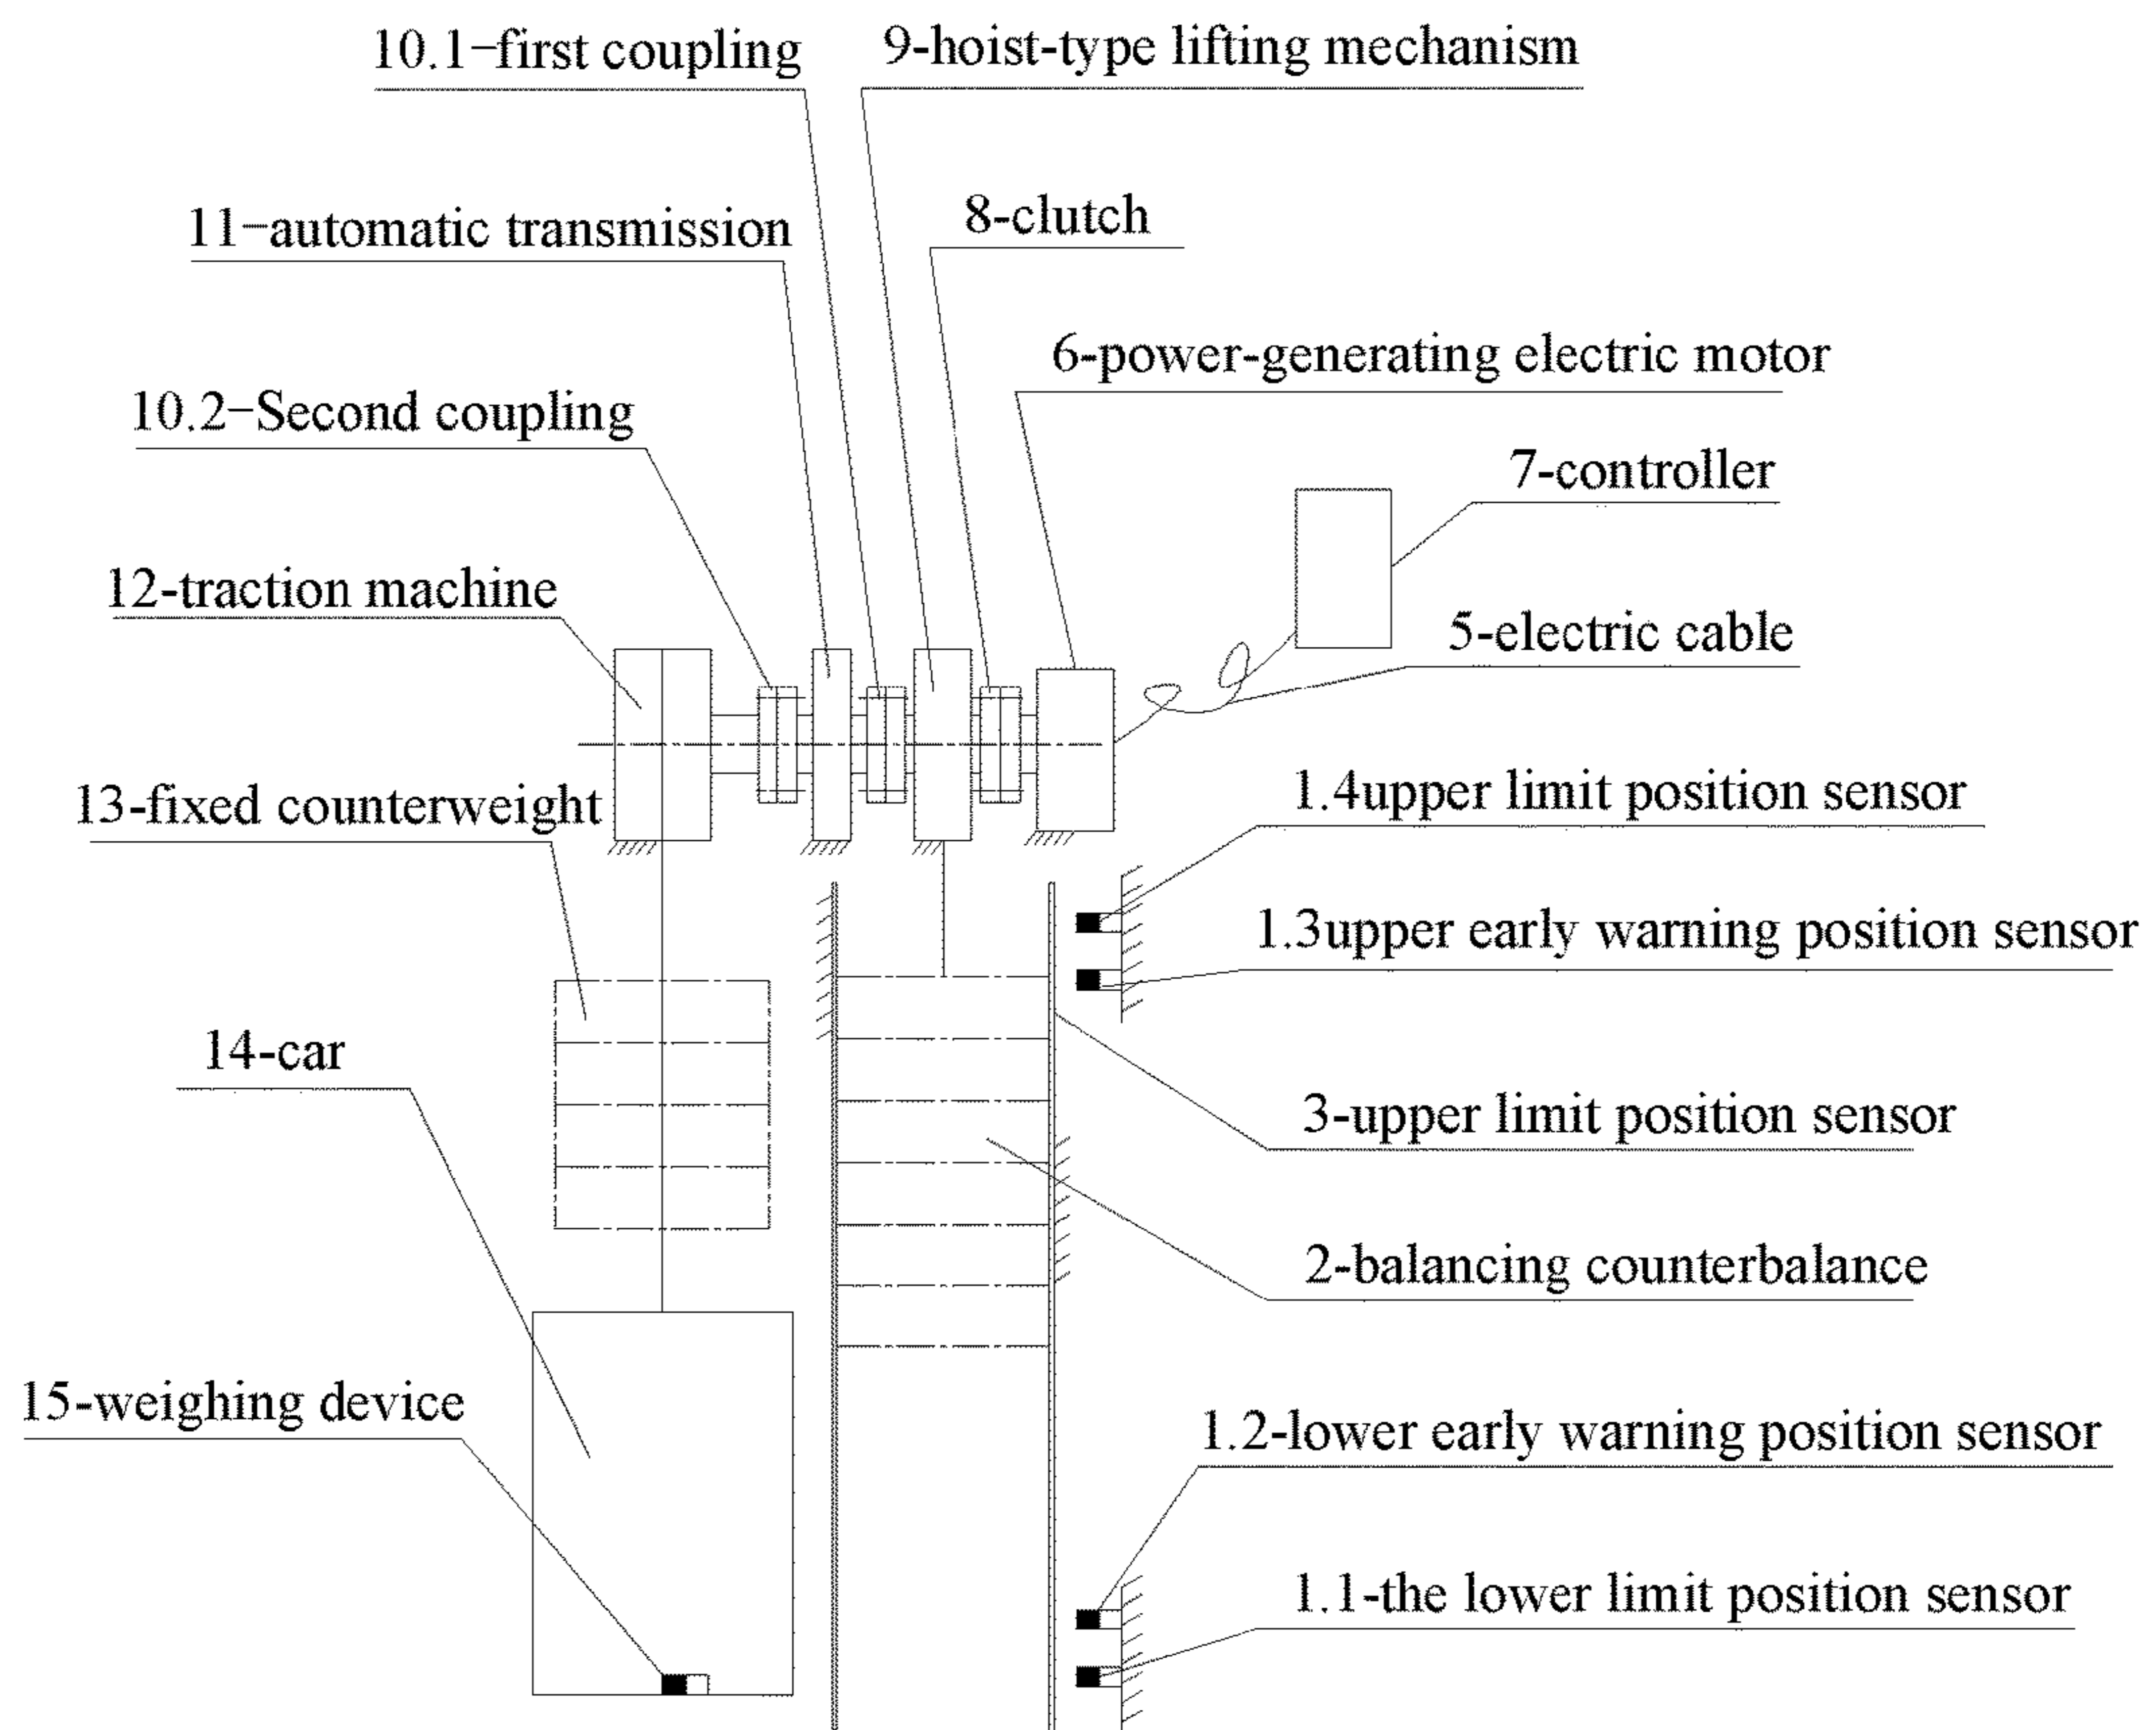 10.1-first coupling
9-hoist-type lifting mechanism
11-automatic transmission
8-clutch
6-power-generating electric motor
10.2-Second coupling
7-controller
12-traction machine
5-electric cable
13-fixed counterweight
1.4upper limit position sensor
1.3upper early warning position sensor
14-car
3-upper limit position sensor
2-balancing counterbalance
15-weighing device
1.2-lower early warning position sensor
1.1-the lower limit position sensor